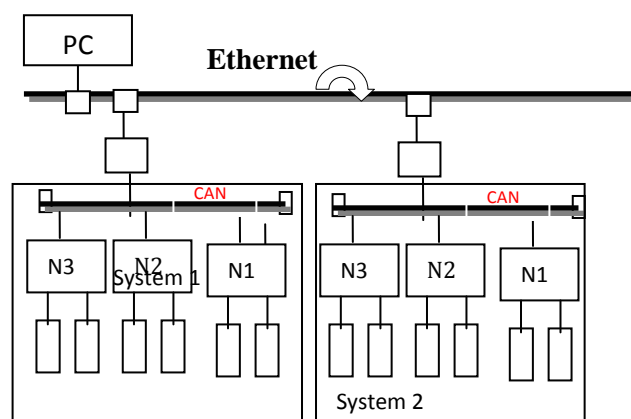 PC
Ethernet
CAN
CAN
N3
N2
N1
N3
N2
N1
System 1
System 2